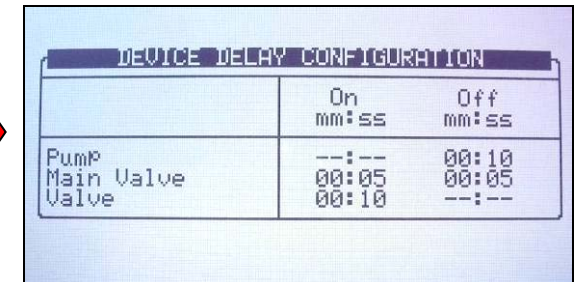 DEVICE DELAY CONFIGURATION
On Off
mm:ss mm:ss
Pump --:-- 00:10
Main Valve 00:05 00:05
Valve 00:10 --:--